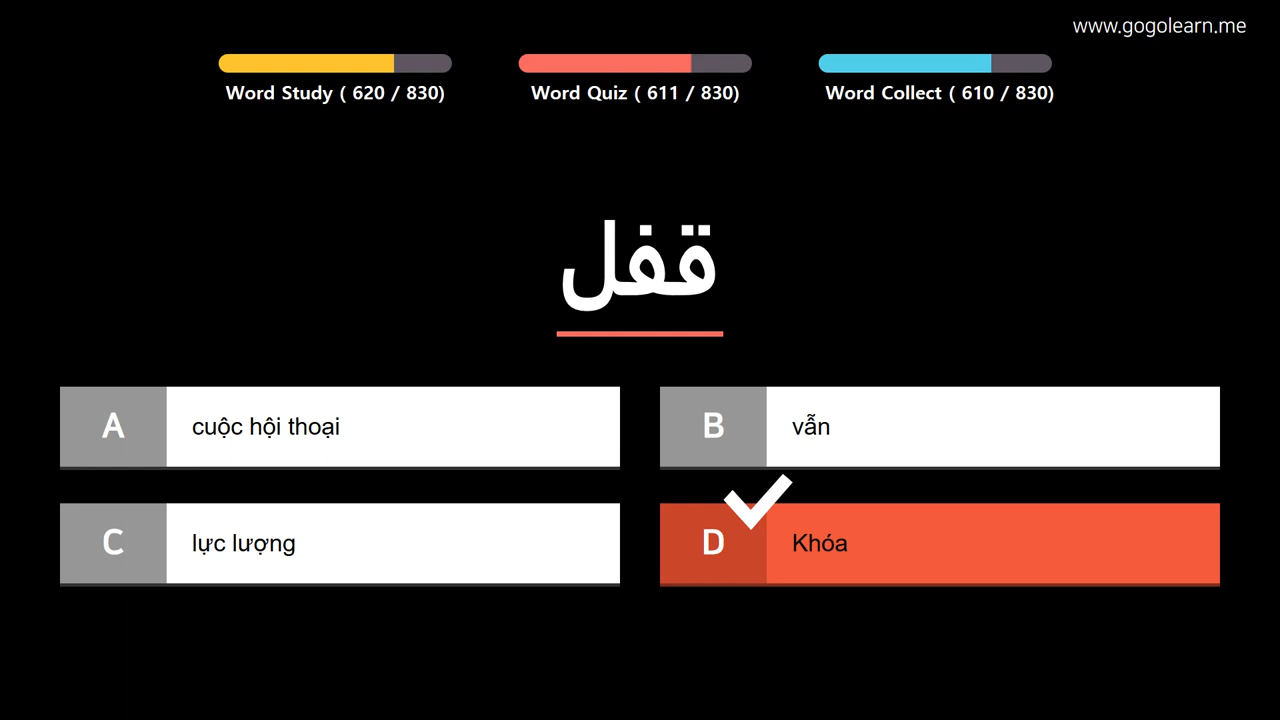 www.gogolearn.me
Word Study ( 620 / 830)
Word Quiz ( 611 / 830)
Word Collect ( 610 / 830)
قفل
A
cuộc hội thoại
B
vẫn
C
lực lượng
D
Khóa